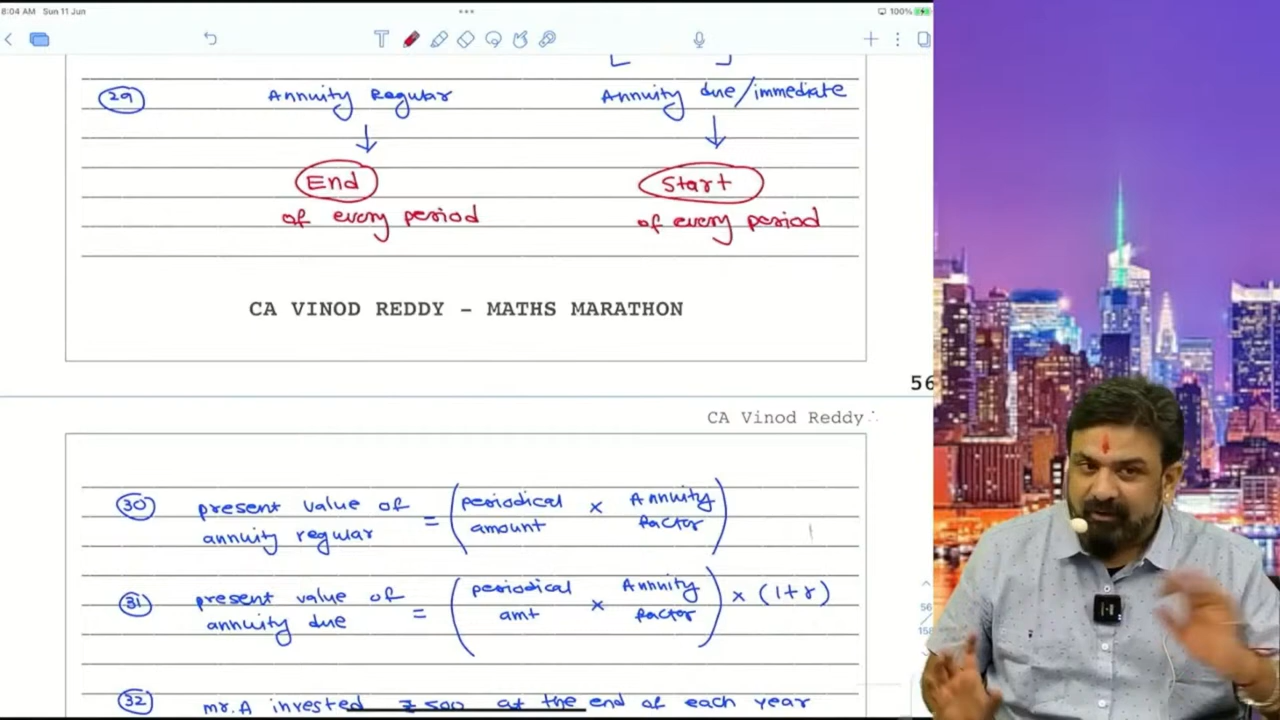 8:04 AM Sun 11 Jun
100%
29 Annuity Regular Annuity due/immediate
End Start
of every period of every period
CA VINOD REDDY - MATHS MARATHON
56
CA Vinod Reddy
30 present value of annuity regular = (periodical amount × Annuity factor)
31 present value of annuity due = (periodical amt × Annuity factor) × (1+r)
56
158
32 mr.A invested ₹500 at the end of each year